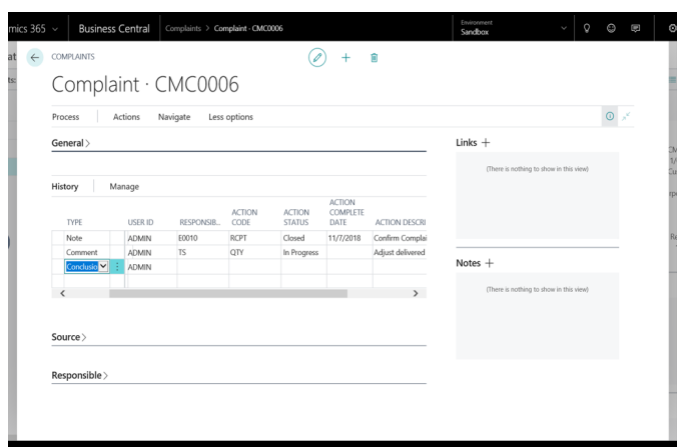 mics 365 Business Central Complaints > Complaint · CMC0006 Environment Sandbox
at COMPLAINTS
ts:
Complaint · CMC0006
Process Actions Navigate Less options
General > Links +
(There is nothing to show in this view)
History Manage
TYPE USER ID RESPONSIB... ACTION CODE ACTION STATUS ACTION COMPLETE DATE ACTION DESCRI
Note ADMIN E0010 RCPT Closed 11/7/2018 Confirm Complai
Comment ADMIN TS QTY In Progress Adjust delivered
Conclusio ADMIN
Notes +
(There is nothing to show in this view)
Source >
Responsible >